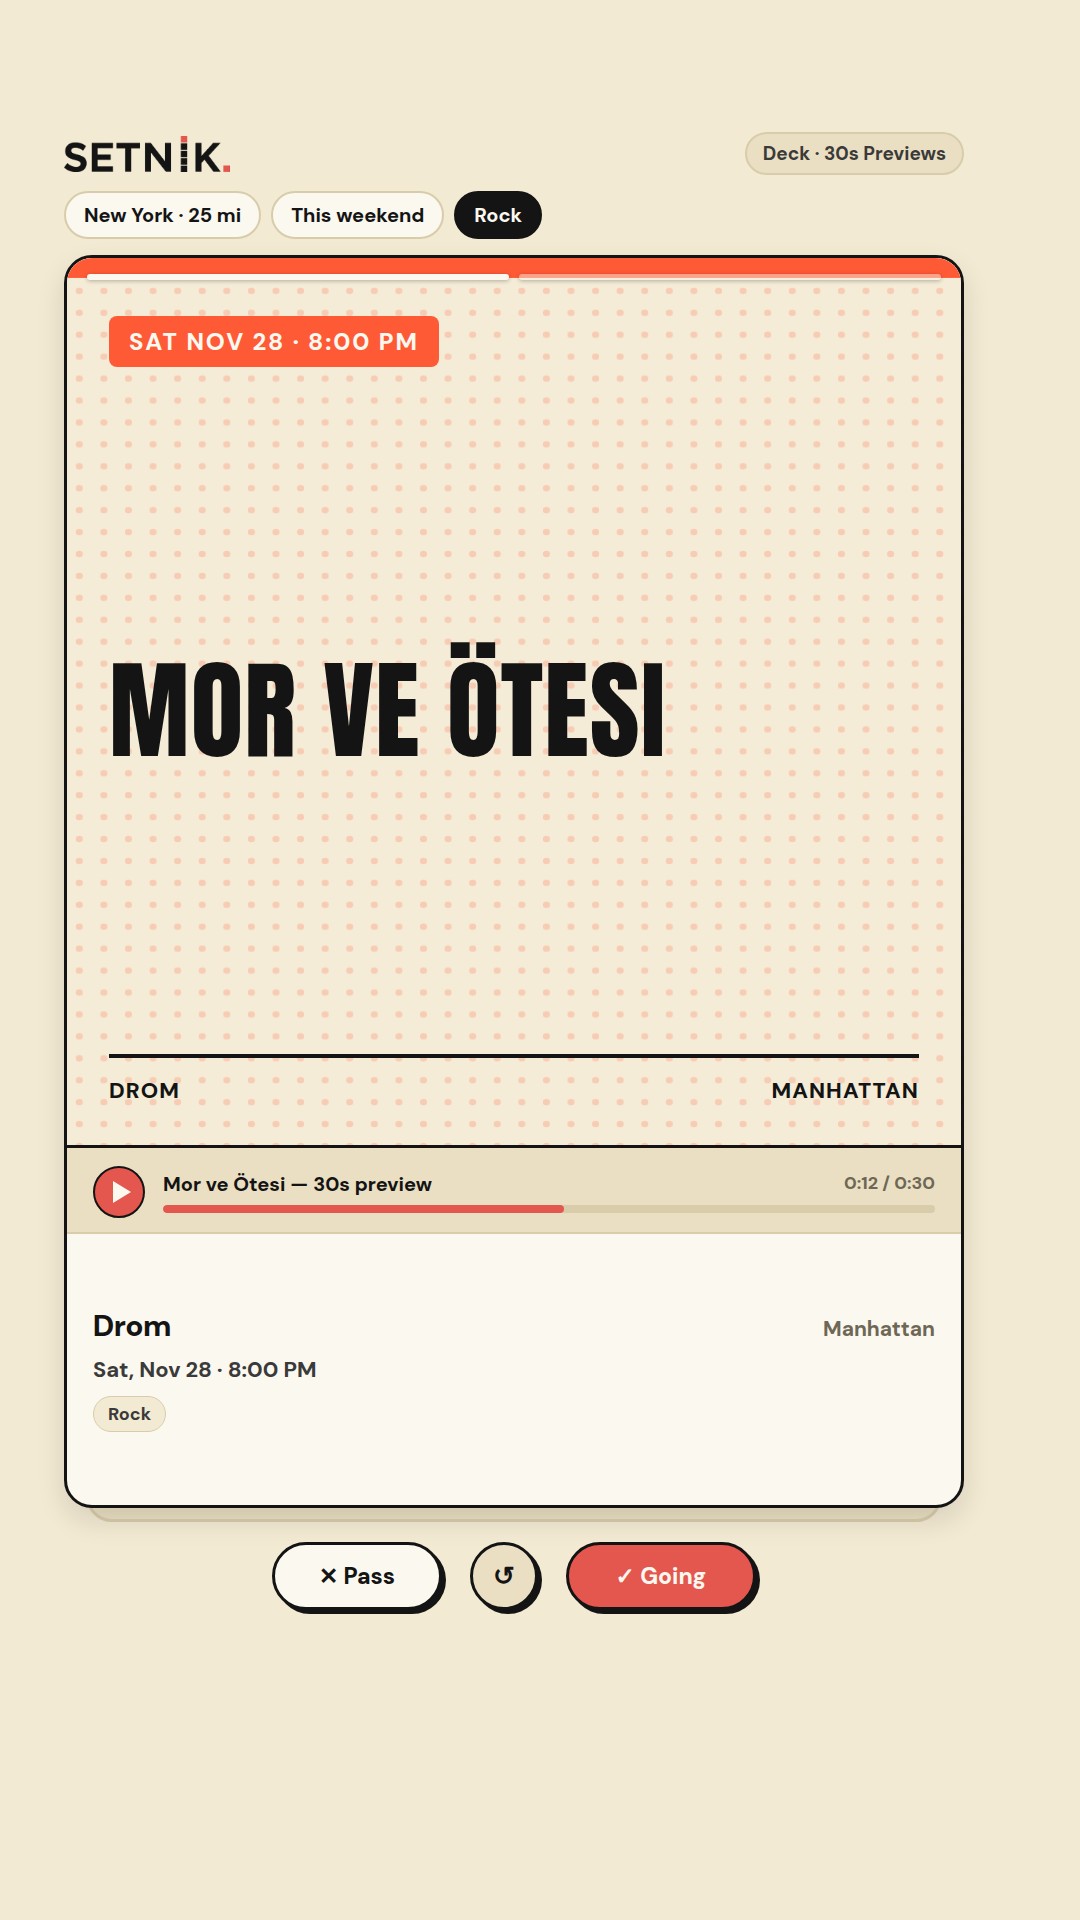 SETNIK.
Deck · 30s Previews
New York · 25 mi
This weekend
Rock
SAT NOV 28 · 8:00 PM
MOR VE ÖTESI
DROM
MANHATTAN
Mor ve Ötesi — 30s preview
0:12 / 0:30
Drom
Manhattan
Sat, Nov 28 · 8:00 PM
Rock
✕ Pass
↺
✓ Going